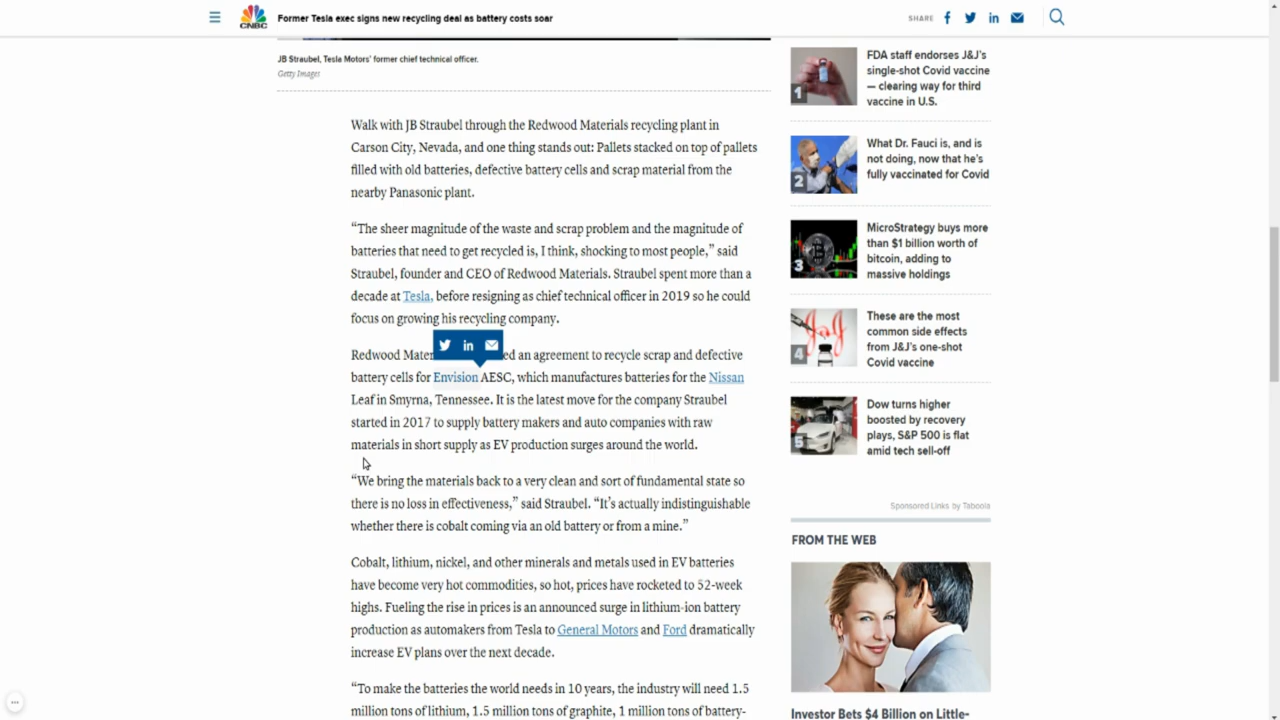 CNBC
Former Tesla exec signs new recycling deal as battery costs soar
SHARE
JB Straubel, Tesla Motors' former chief technical officer.
Getty Images
Walk with JB Straubel through the Redwood Materials recycling plant in
Carson City, Nevada, and one thing stands out: Pallets stacked on top of pallets
filled with old batteries, defective battery cells and scrap material from the
nearby Panasonic plant.
“The sheer magnitude of the waste and scrap problem and the magnitude of
batteries that need to get recycled is, I think, shocking to most people,” said
Straubel, founder and CEO of Redwood Materials. Straubel spent more than a
decade at Tesla, before resigning as chief technical officer in 2019 so he could
focus on growing his recycling company.
Redwood Mater ed an agreement to recycle scrap and defective
battery cells for Envision AESC, which manufactures batteries for the Nissan
Leaf in Smyrna, Tennessee. It is the latest move for the company Straubel
started in 2017 to supply battery makers and auto companies with raw
materials in short supply as EV production surges around the world.
“We bring the materials back to a very clean and sort of fundamental state so
there is no loss in effectiveness,” said Straubel. “It’s actually indistinguishable
whether there is cobalt coming via an old battery or from a mine.”
Cobalt, lithium, nickel, and other minerals and metals used in EV batteries
have become very hot commodities, so hot, prices have rocketed to 52-week
highs. Fueling the rise in prices is an announced surge in lithium-ion battery
production as automakers from Tesla to General Motors and Ford dramatically
increase EV plans over the next decade.
“To make the batteries the world needs in 10 years, the industry will need 1.5
million tons of lithium, 1.5 million tons of graphite, 1 million tons of battery-
1
FDA staff endorses J&J’s
single-shot Covid vaccine
— clearing way for third
vaccine in U.S.
2
What Dr. Fauci is, and is
not doing, now that he’s
fully vaccinated for Covid
3
MicroStrategy buys more
than $1 billion worth of
bitcoin, adding to
massive holdings
4
These are the most
common side effects
from J&J’s one-shot
Covid vaccine
5
Dow turns higher
boosted by recovery
plays, S&P 500 is flat
amid tech sell-off
Sponsored Links by Taboola
FROM THE WEB
Investor Bets $4 Billion on Little-